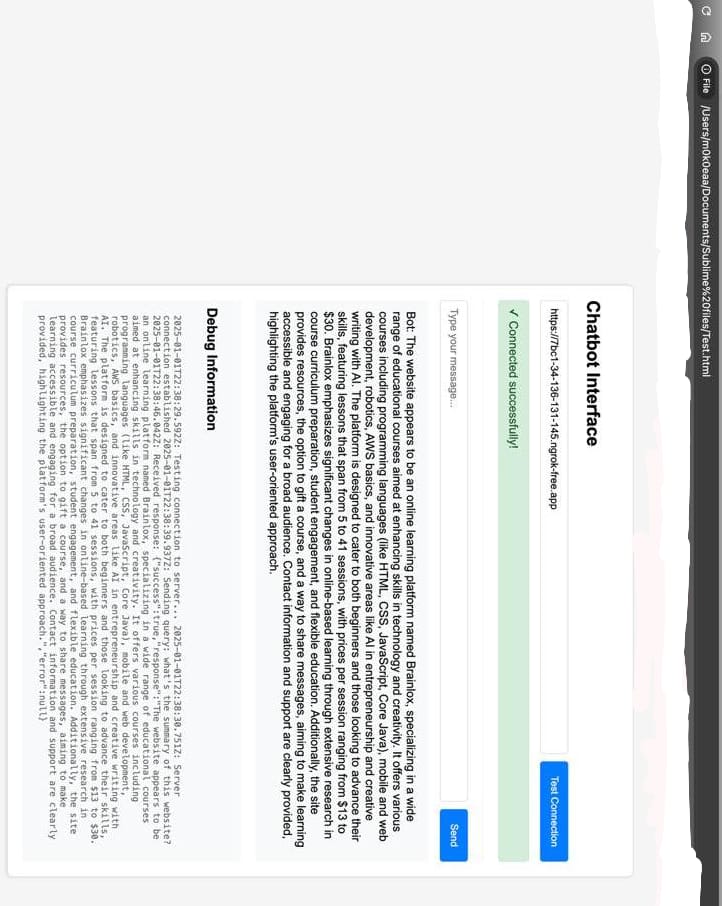 File /Users/m0k0eaa/Documents/Sublime%20files/Test.html
Chatbot Interface
https://7bc1-34-136-131-145.ngrok-free.app Test Connection
✓ Connected successfully!
Type your message... Send
Bot: The website appears to be an online learning platform named Brainlox, specializing in a wide
range of educational courses aimed at enhancing skills in technology and creativity. It offers various
courses including programming languages (like HTML, CSS, JavaScript, Core Java), mobile and web
development, robotics, AWS basics, and innovative areas like AI in entrepreneurship and creative
writing with AI. The platform is designed to cater to both beginners and those looking to advance their
skills, featuring lessons that span from 5 to 41 sessions, with prices per session ranging from $13 to
$30. Brainlox emphasizes significant changes in online-based learning through extensive research in
course curriculum preparation, student engagement, and flexible education. Additionally, the site
provides resources, the option to gift a course, and a way to share messages, aiming to make learning
accessible and engaging for a broad audience. Contact information and support are clearly provided,
highlighting the platform's user-oriented approach.
Debug Information
2025-01-01T22:38:29.592Z: Testing connection to server... 2025-01-01T22:38:30.751Z: Server
connection established 2025-01-01T22:38:39.937Z: Sending query: what's the summary of this website?
2025-01-01T22:38:46.042Z: Received response: {"success":true,"response":"The website appears to be
an online learning platform named Brainlox, specializing in a wide range of educational courses
aimed at enhancing skills in technology and creativity. It offers various courses including
programming languages (like HTML, CSS, JavaScript, Core Java), mobile and web development,
robotics, AWS basics, and innovative areas like AI in entrepreneurship and creative writing with
AI. The platform is designed to cater to both beginners and those looking to advance their skills,
featuring lessons that span from 5 to 41 sessions, with prices per session ranging from $13 to $30.
Brainlox emphasizes significant changes in online-based learning through extensive research in
course curriculum preparation, student engagement, and flexible education. Additionally, the site
provides resources, the option to gift a course, and a way to share messages, aiming to make
learning accessible and engaging for a broad audience. Contact information and support are clearly
provided, highlighting the platform's user-oriented approach.","error":null}